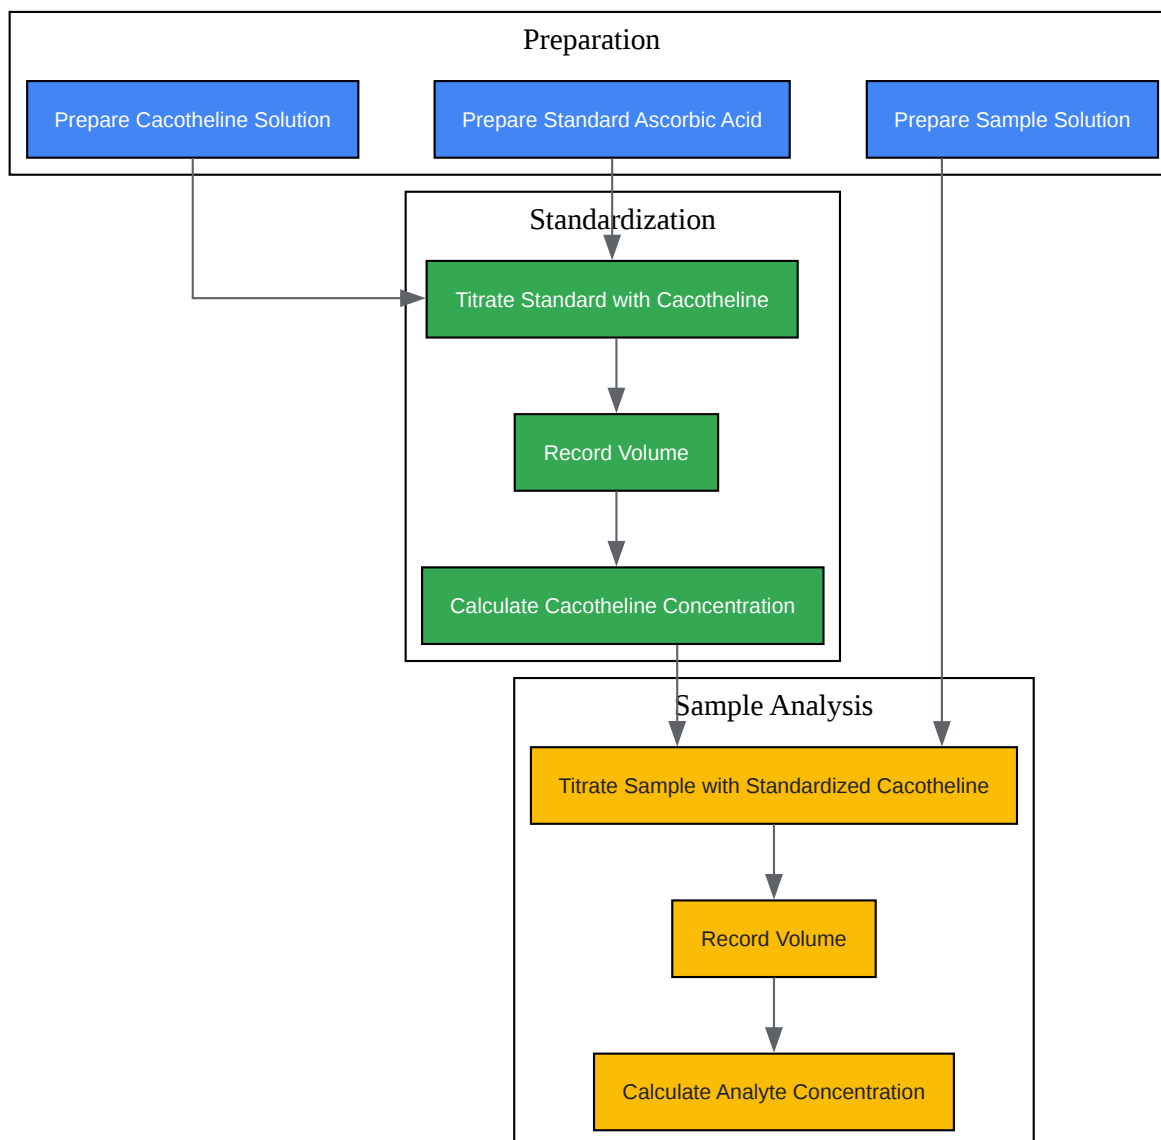 Preparation
Prepare Cacotheline Solution
Prepare Standard Ascorbic Acid
Prepare Sample Solution
Standardization
Titrate Standard with Cacotheline
Record Volume
Calculate Cacotheline Concentration
Sample Analysis
Titrate Sample with Standardized Cacotheline
Record Volume
Calculate Analyte Concentration